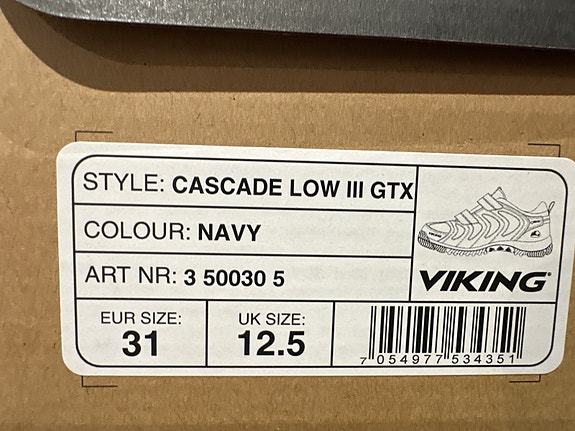 STYLE: CASCADE LOW III GTX
COLOUR: NAVY
ART NR: 3 50030 5
VIKING®
EUR SIZE:
31
UK SIZE:
12.5
7 054977 534351